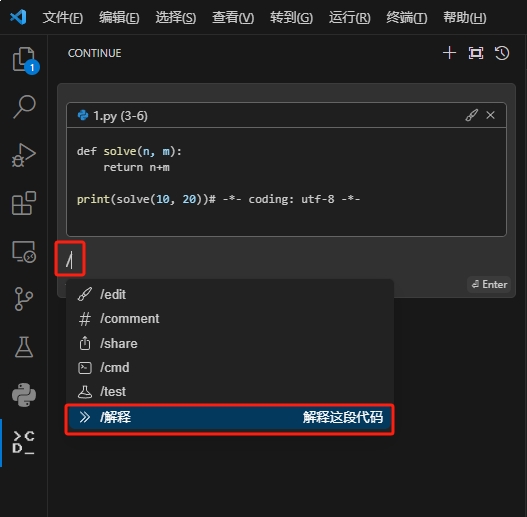 文件(F) 编辑(E) 选择(S) 查看(V) 转到(G) 运行(R) 终端(T) 帮助(H)
CONTINUE
1
1.py (3-6)
def solve(n, m):
    return n+m
print(solve(10, 20))# -*- coding: utf-8 -*-
/
⏎ Enter
/edit
/comment
/share
/cmd
/test
/解释 解释这段代码